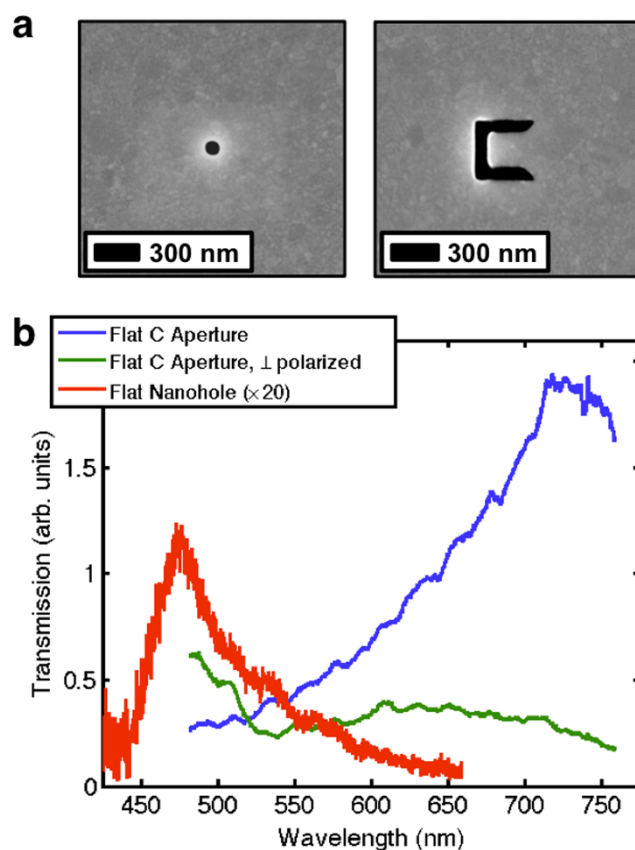 a
300 nm
300 nm
b
Flat C Aperture
Flat C Aperture, ⊥ polarized
Flat Nanohole (×20)
1.5
1
0.5
0
Transmission (arb. units)
450 500 550 600 650 700 750
Wavelength (nm)